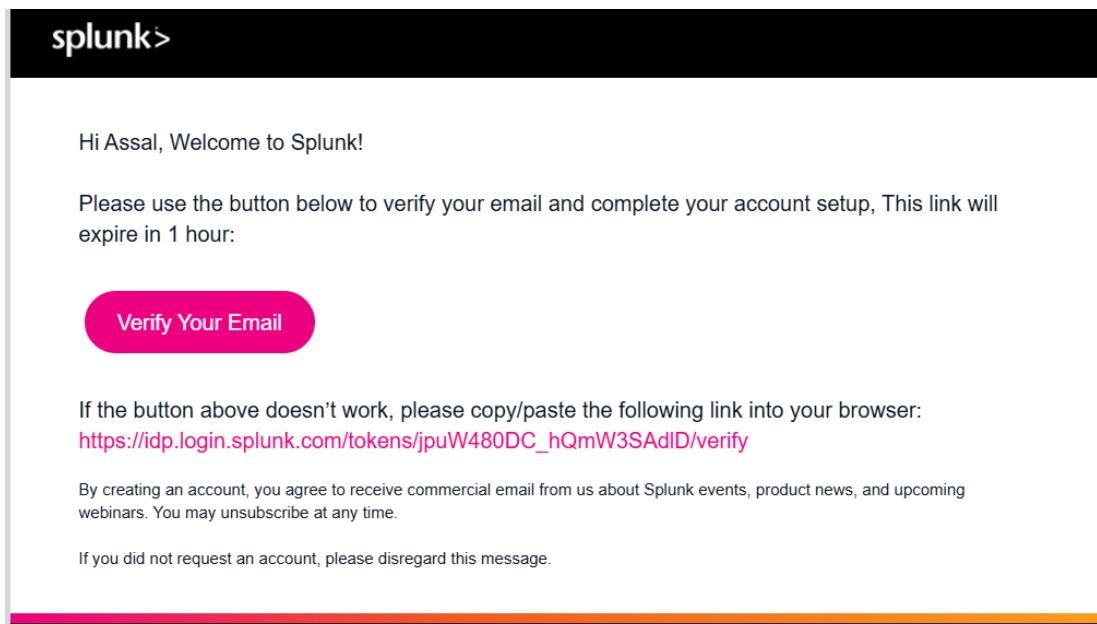 splunk>
Hi Assal, Welcome to Splunk!
Please use the button below to verify your email and complete your account setup, This link will
expire in 1 hour:
Verify Your Email
If the button above doesn't work, please copy/paste the following link into your browser:
https://idp.login.splunk.com/tokens/jpuW480DC_hQmW3SAdlD/verify
By creating an account, you agree to receive commercial email from us about Splunk events, product news, and upcoming
webinars. You may unsubscribe at any time.
If you did not request an account, please disregard this message.